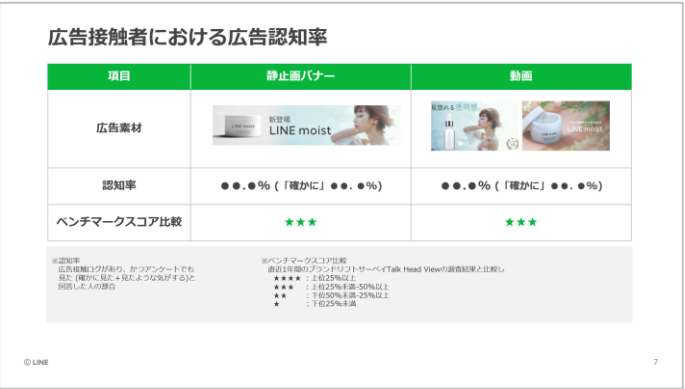 広告接触者における広告認知率
項目
静止画バナー
動画
広告素材
LINE moist
新登場
LINE moist
見惚れる透明感。
LINE moist
認知率
●●.●% (「確かに」●●. ●%)
●●.●% (「確かに」●●. ●%)
ベンチマークスコア比較
★★★
★★★
※認知率
広告接触ログがあり、かつアンケートでも
見た (確かに見た+見たような気がする)と
回答した人の割合
※ベンチマークスコア比較
直近1年間のブランドリフトサーベイTalk Head Viewの調査結果と比較し
★★★★ : 上位25%以上
★★★ : 上位25%未満-50%以上
★★ : 下位50%未満-25%以上
★ : 下位25%未満
© LINE
7